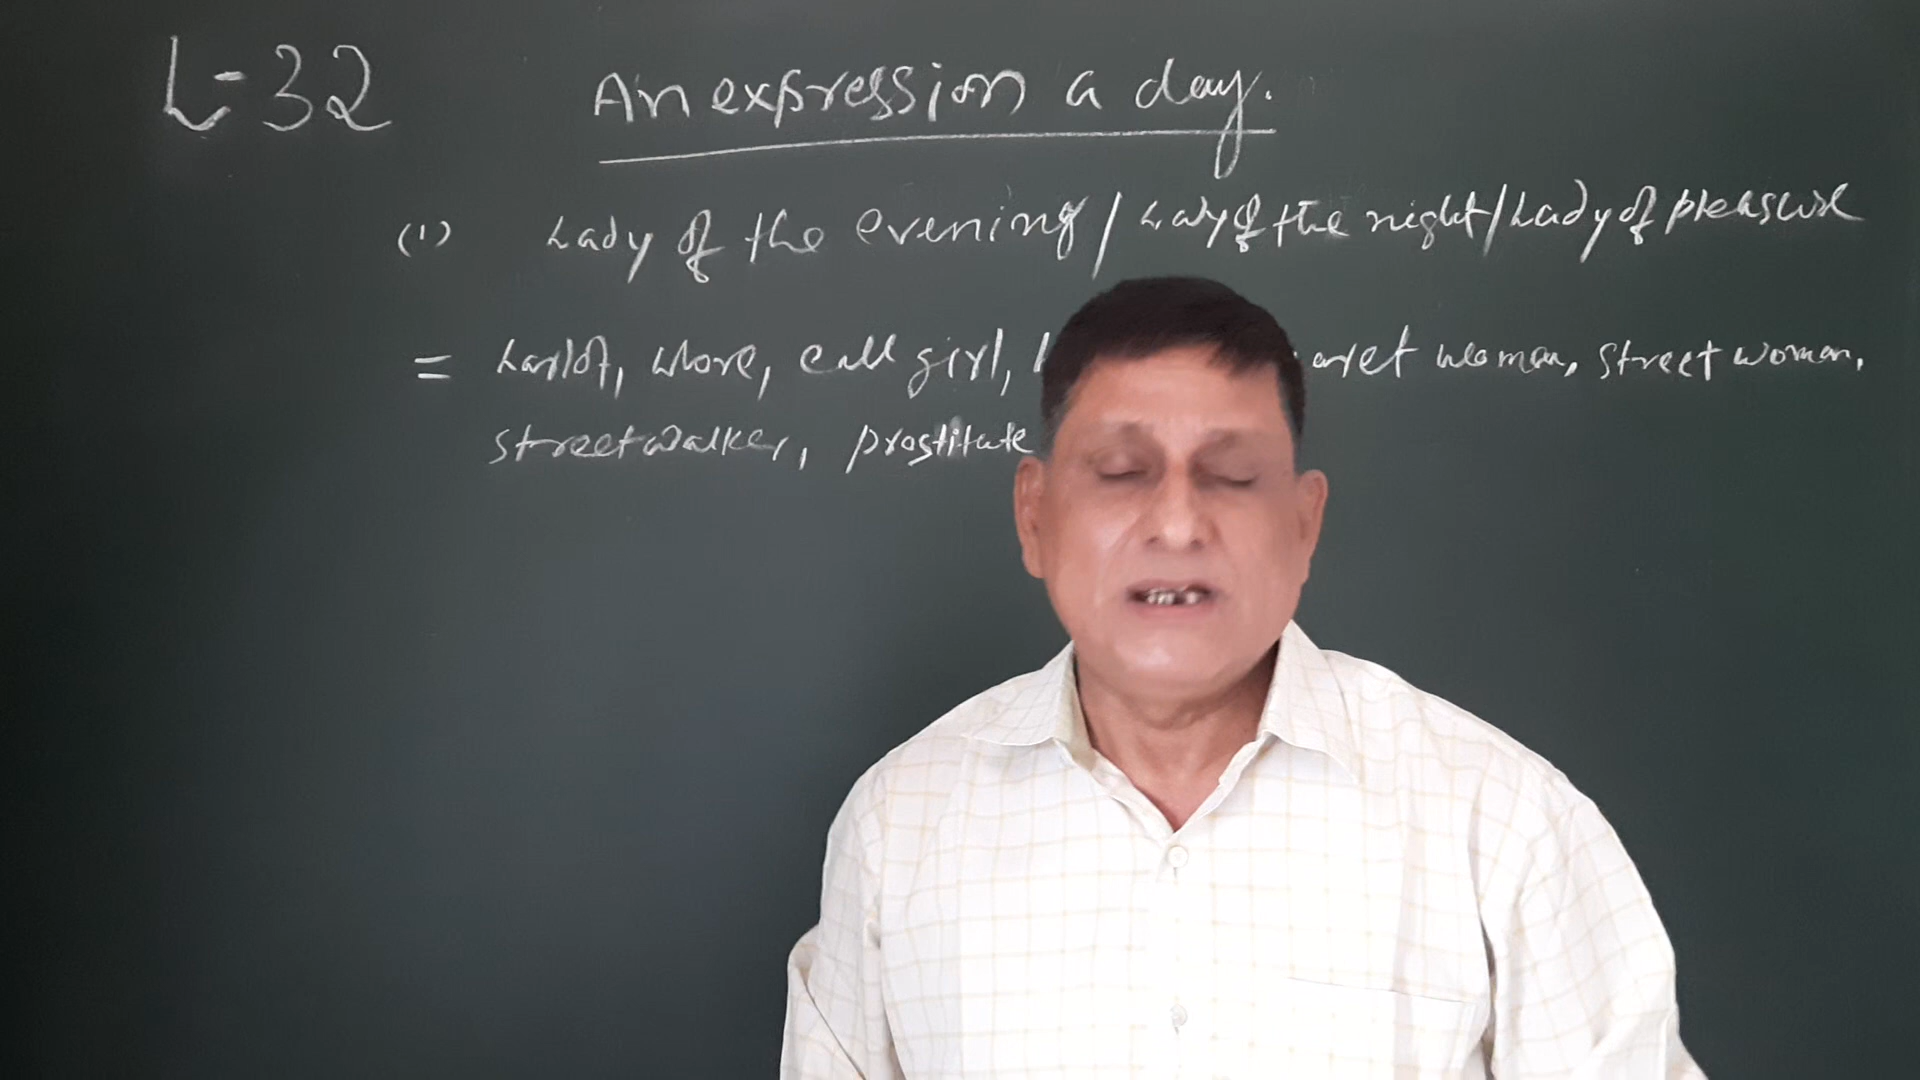 L-32
An expression a day.
(1) Lady of the evening / Lady of the night / Lady of pleasure
= harlot, whore, call girl, woman, street woman,
streetwalker, prostitute